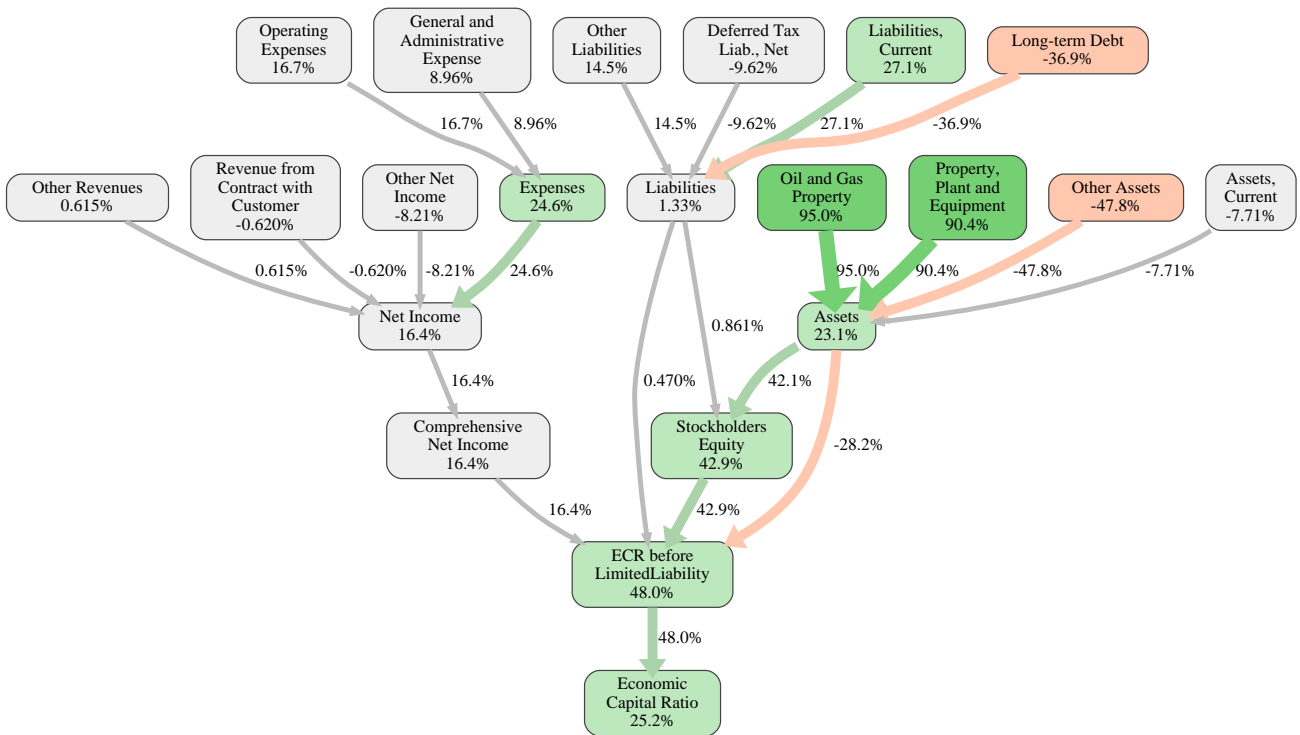 Operating
Expenses
16.7%
General and
Administrative
Expense
8.96%
Other
Liabilities
14.5%
Deferred Tax
Liab., Net
-9.62%
Liabilities,
Current
27.1%
Long-term Debt
-36.9%
16.7%
8.96%
14.5%
-9.62%
27.1%
-36.9%
Other Revenues
0.615%
Revenue from
Contract with
Customer
-0.620%
Other Net
Income
-8.21%
Expenses
24.6%
Liabilities
1.33%
Oil and Gas
Property
95.0%
Property,
Plant and
Equipment
90.4%
Other Assets
-47.8%
Assets,
Current
-7.71%
0.615%
-0.620%
-8.21%
24.6%
95.0%
90.4%
-47.8%
-7.71%
Net Income
16.4%
Assets
23.1%
0.861%
16.4%
0.470%
42.1%
-28.2%
Comprehensive
Net Income
16.4%
Stockholders
Equity
42.9%
16.4%
42.9%
ECR before
LimitedLiability
48.0%
48.0%
Economic
Capital Ratio
25.2%